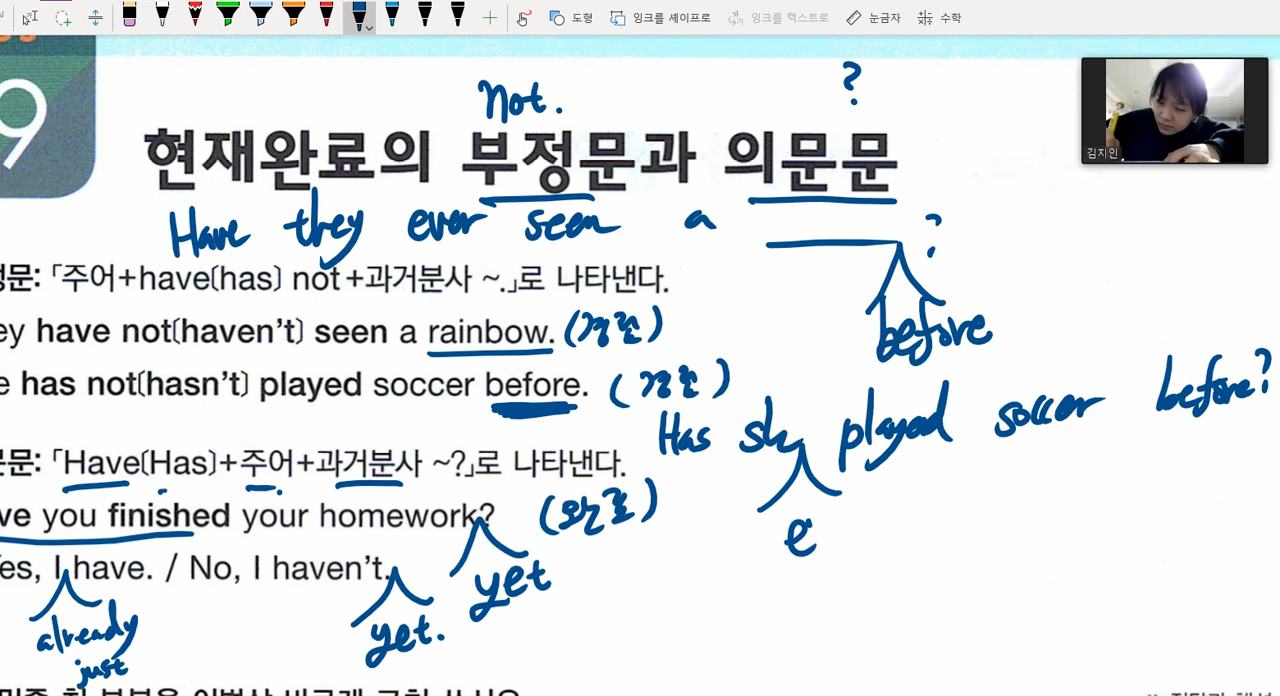 도형 잉크를 셰이프로 잉크를 텍스트로 눈금자 수학
9
not. ?
현재완료의 부정문과 의문문
김지인
Have they ever seen a ?
정문: 「주어+have(has) not+과거분사 ~.」로 나타낸다.
before
ey have not(haven't) seen a rainbow. (경험)
e has not(hasn't) played soccer before. (경험)
Has she played soccer before?
문문: 「Have(Has)+주어+과거분사 ~?」로 나타낸다.
ve you finished your homework? (완료)
e
yet
Yes, I have. / No, I haven't.
already
just
yet.